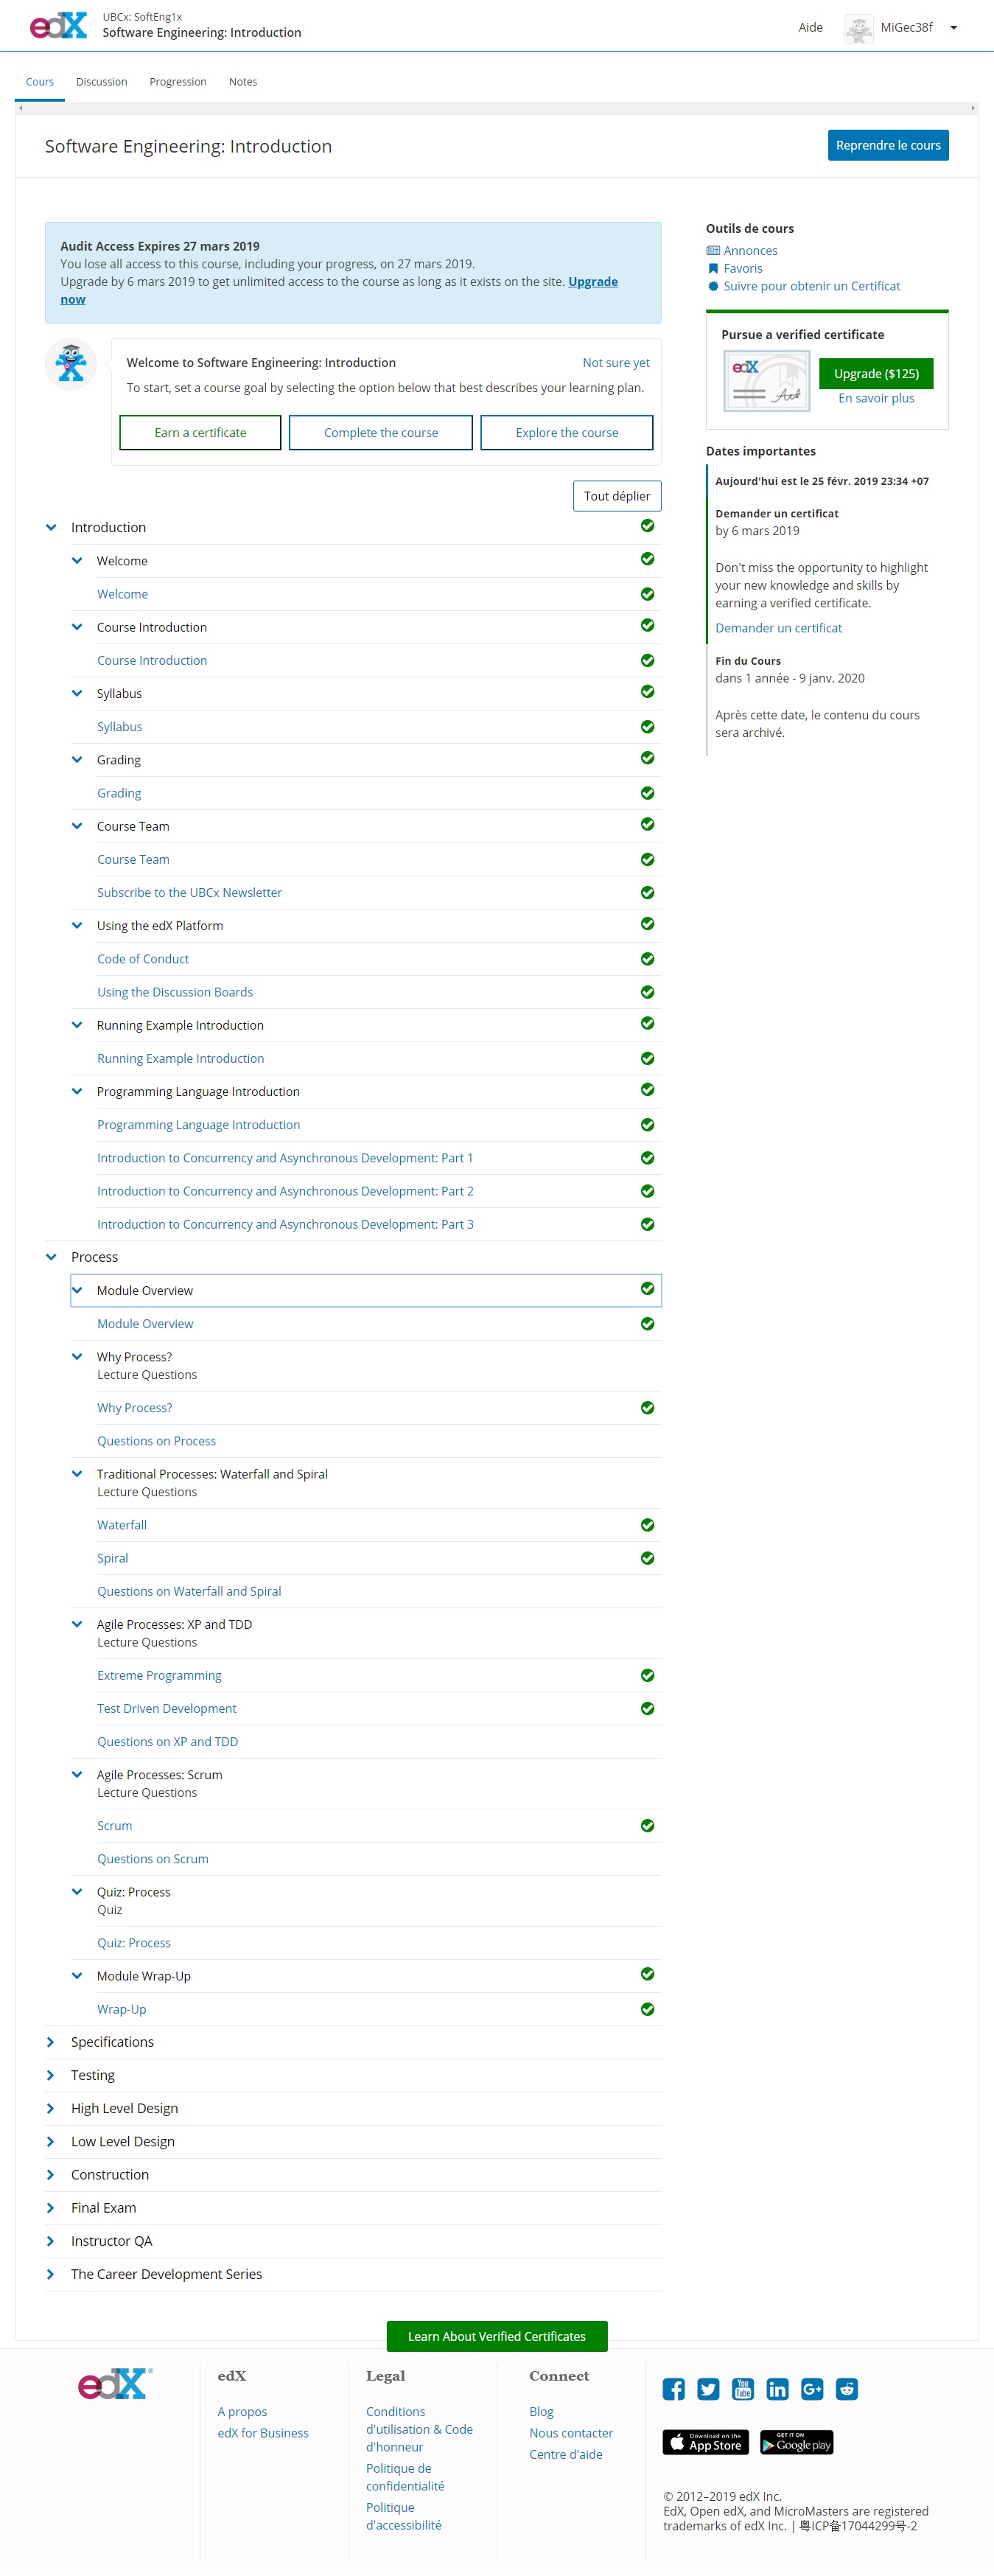 edX
UBCx: SoftEng1x
Software Engineering: Introduction
Aide
MiGec38f
Cours
Discussion
Progression
Notes
Software Engineering: Introduction
Reprendre le cours
Audit Access Expires 27 mars 2019
You lose all access to this course, including your progress, on 27 mars 2019.
Upgrade by 6 mars 2019 to get unlimited access to the course as long as it exists on the site. Upgrade
now
Welcome to Software Engineering: Introduction
Not sure yet
To start, set a course goal by selecting the option below that best describes your learning plan.
Earn a certificate
Complete the course
Explore the course
Tout déplier
Introduction
Welcome
Welcome
Course Introduction
Course Introduction
Syllabus
Syllabus
Grading
Grading
Course Team
Course Team
Subscribe to the UBCx Newsletter
Using the edX Platform
Code of Conduct
Using the Discussion Boards
Running Example Introduction
Running Example Introduction
Programming Language Introduction
Programming Language Introduction
Introduction to Concurrency and Asynchronous Development: Part 1
Introduction to Concurrency and Asynchronous Development: Part 2
Introduction to Concurrency and Asynchronous Development: Part 3
Process
Module Overview
Module Overview
Why Process?
Lecture Questions
Why Process?
Questions on Process
Traditional Processes: Waterfall and Spiral
Lecture Questions
Waterfall
Spiral
Questions on Waterfall and Spiral
Agile Processes: XP and TDD
Lecture Questions
Extreme Programming
Test Driven Development
Questions on XP and TDD
Agile Processes: Scrum
Lecture Questions
Scrum
Questions on Scrum
Quiz: Process
Quiz
Quiz: Process
Module Wrap-Up
Wrap-Up
Specifications
Testing
High Level Design
Low Level Design
Construction
Final Exam
Instructor QA
The Career Development Series
Outils de cours
Annonces
Favoris
Suivre pour obtenir un Certificat
Pursue a verified certificate
edX
Upgrade ($125)
En savoir plus
Dates importantes
Aujourd'hui est le 25 févr. 2019 23:34 +07
Demander un certificat
by 6 mars 2019
Don't miss the opportunity to highlight
your new knowledge and skills by
earning a verified certificate.
Demander un certificat
Fin du Cours
dans 1 année - 9 janv. 2020
Après cette date, le contenu du cours
sera archivé.
Learn About Verified Certificates
edX®
edX
A propos
edX for Business
Legal
Conditions
d'utilisation & Code
d'honneur
Politique de
confidentialité
Politique
d'accessibilité
Connect
Blog
Nous contacter
Centre d'aide
You
Tube
in
G+
Download on the
App Store
GET IT ON
Google play
© 2012–2019 edX Inc.
EdX, Open edX, and MicroMasters are registered
trademarks of edX Inc. | 粤ICP备17044299号-2